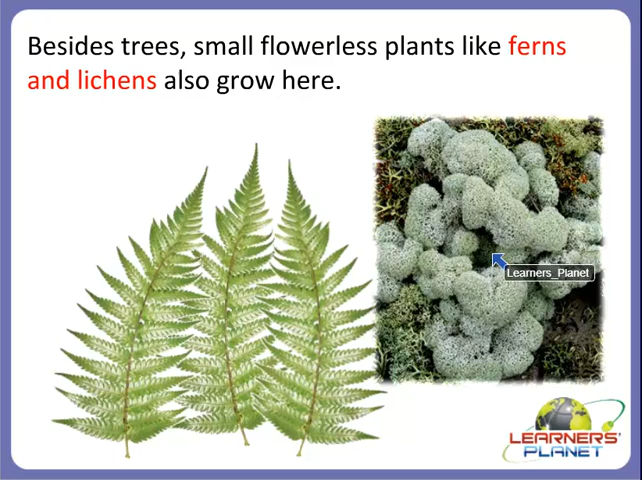 Besides trees, small flowerless plants like ferns
and lichens also grow here.
Learners_Planet
LEARNERS'
PLANET